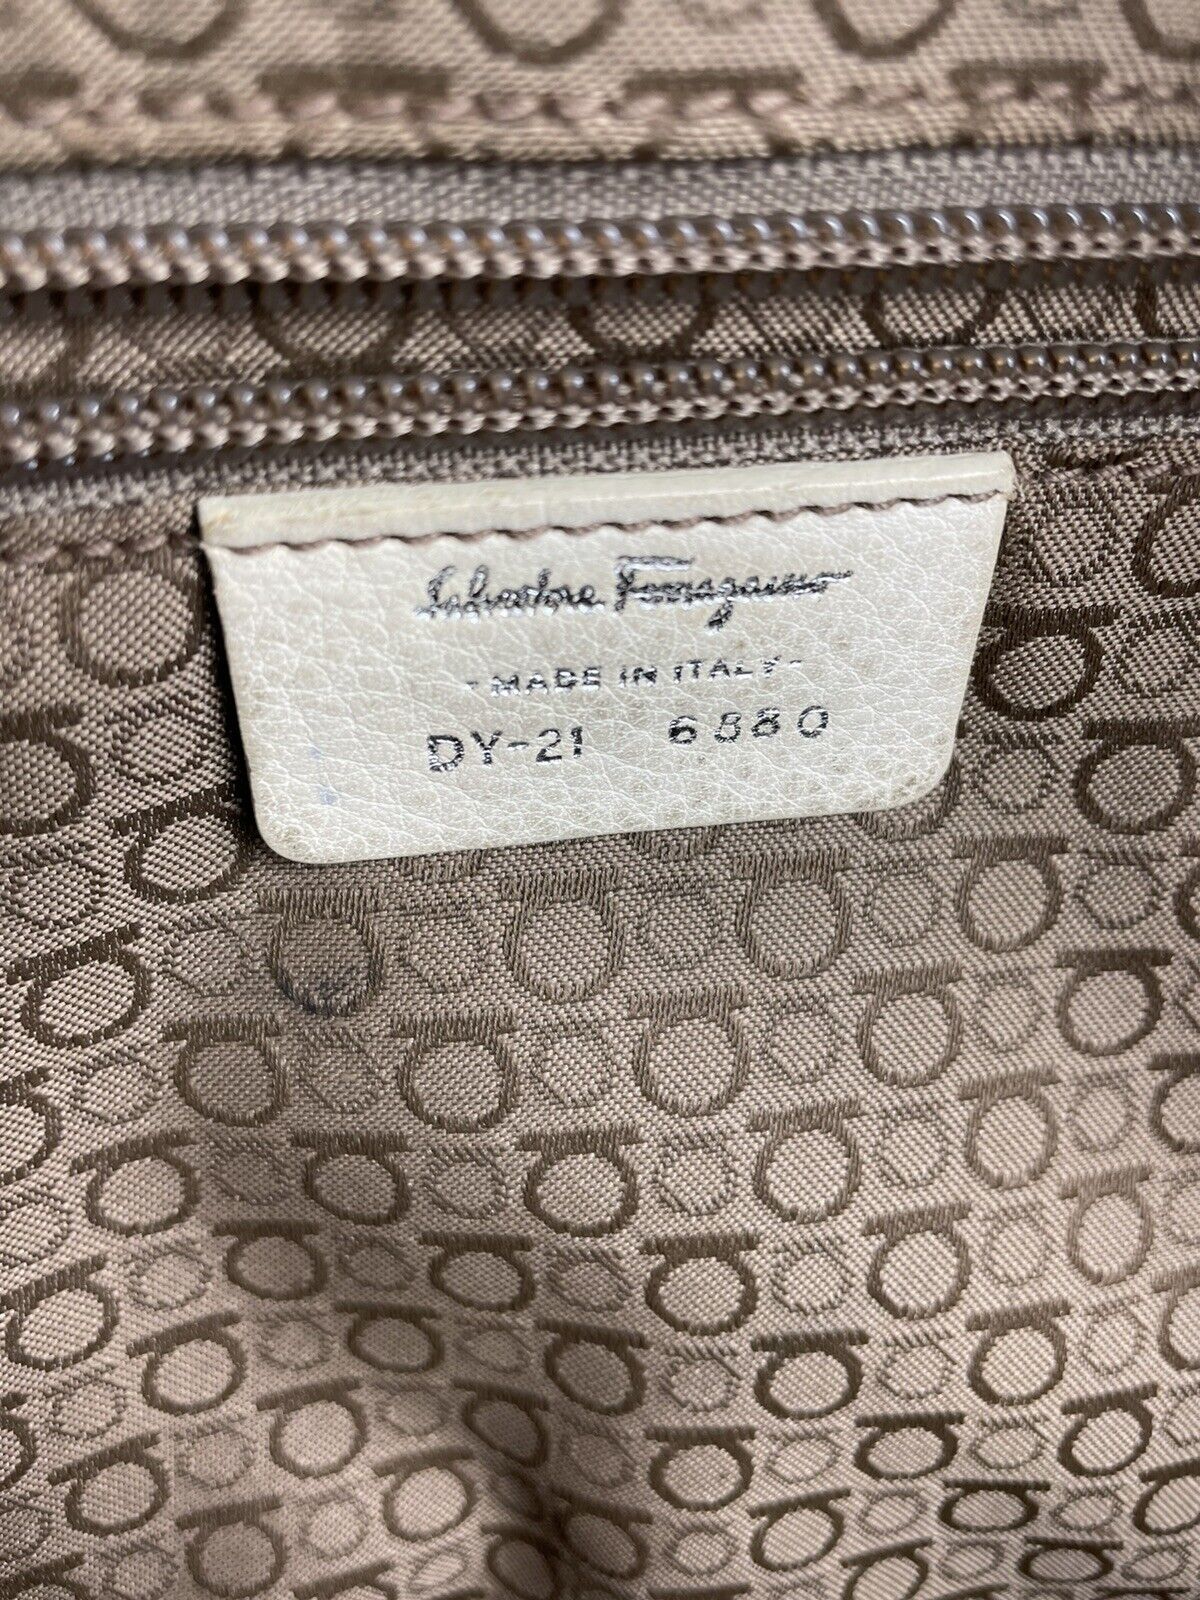 Salvatore Ferragamo
- MADE IN ITALY -
DY-21 6880